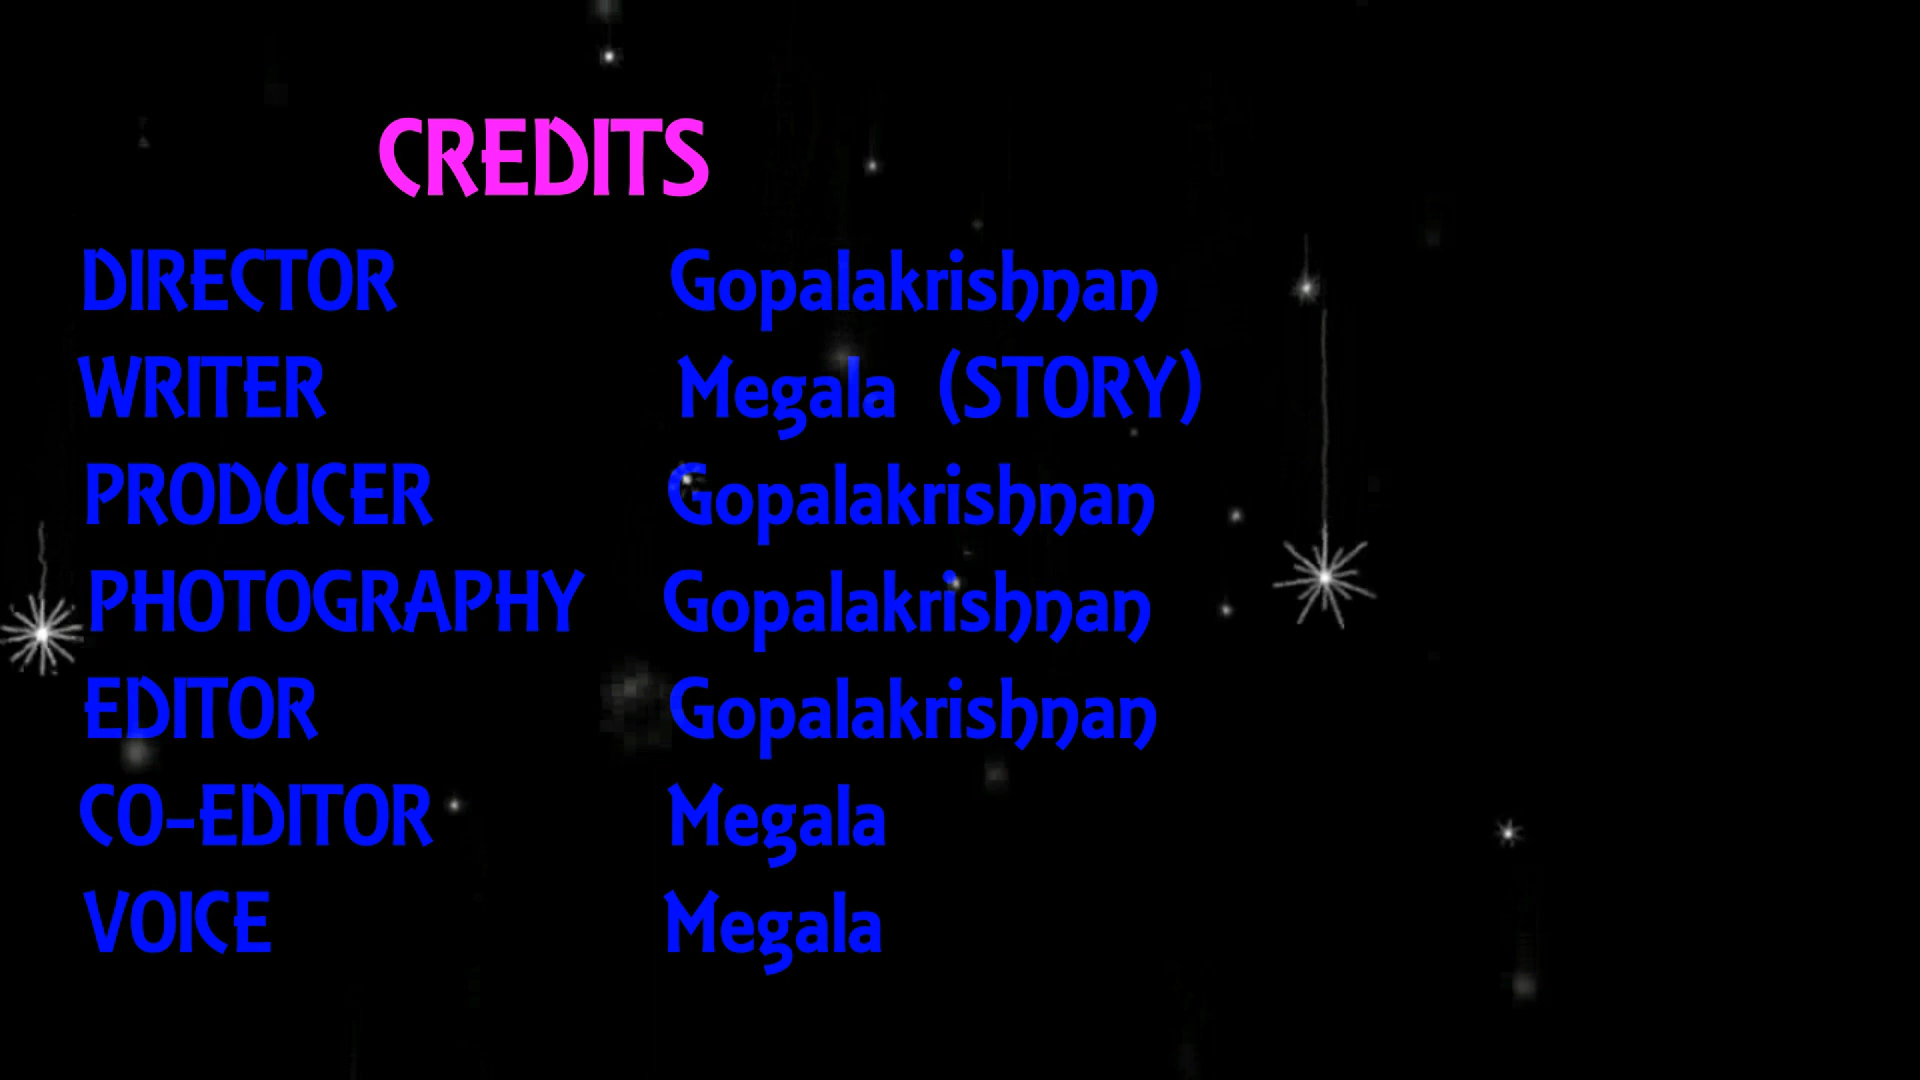 CREDITS
DIRECTOR Gopalakrishnan
WRITER Megala (STORY)
PRODUCER Gopalakrishnan
PHOTOGRAPHY Gopalakrishnan
EDITOR Gopalakrishnan
CO-EDITOR Megala
VOICE Megala